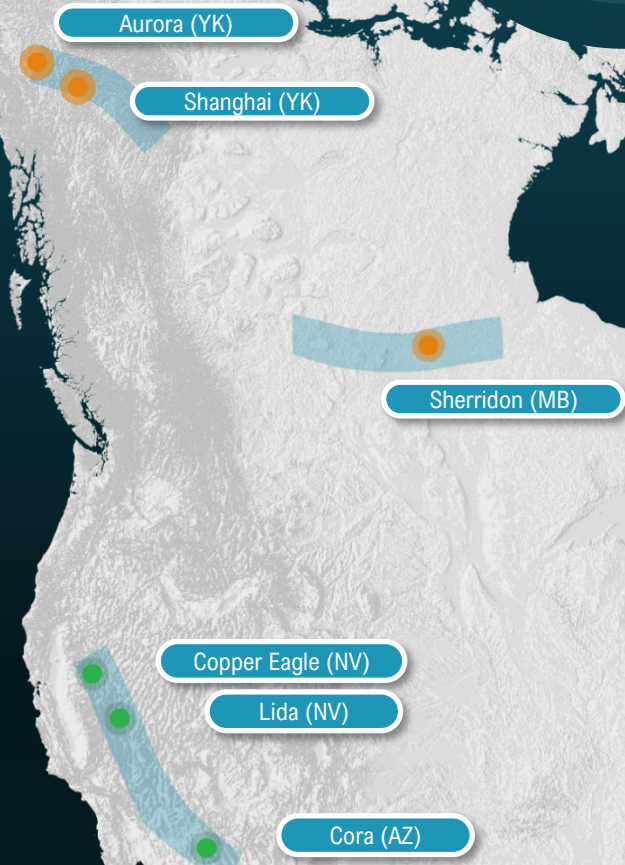 Aurora (YK)
Shanghai (YK)
Sherridon (MB)
Copper Eagle (NV)
Lida (NV)
Cora (AZ)